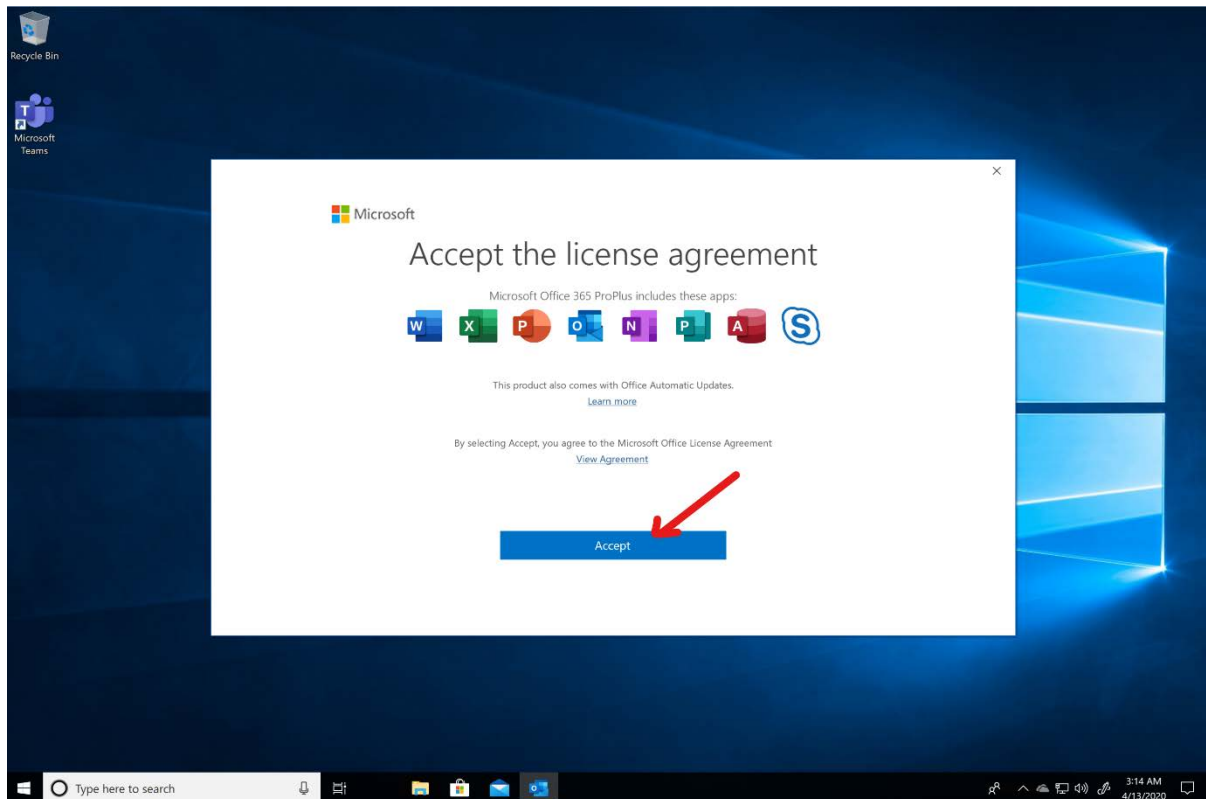 Recycle Bin
T
Microsoft
Teams
Microsoft
Accept the license agreement
Microsoft Office 365 ProPlus includes these apps:
W X P O N P A S
This product also comes with Office Automatic Updates.
Learn more
By selecting Accept, you agree to the Microsoft Office License Agreement
View Agreement
Accept
Type here to search
3:14 AM
4/13/2020